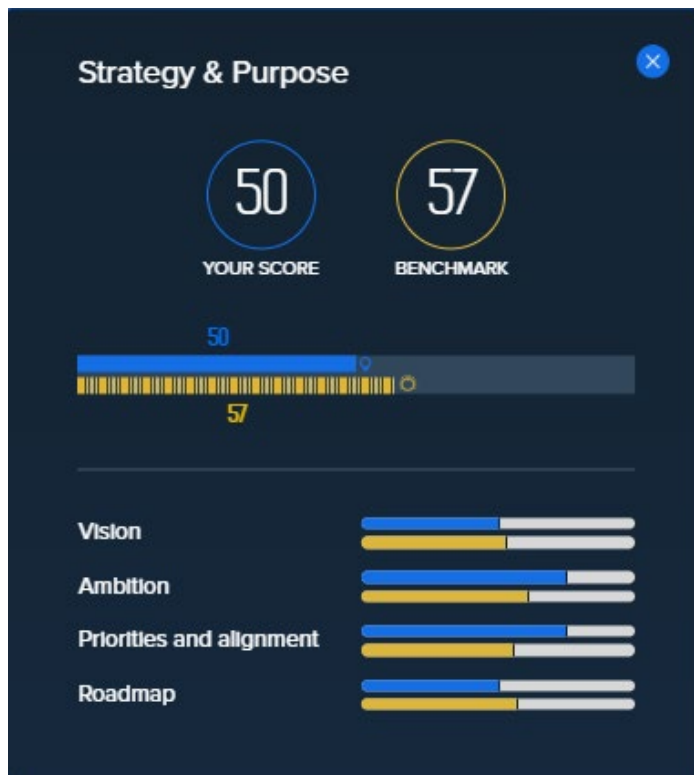 Strategy & Purpose
50
57
YOUR SCORE
BENCHMARK
50
57
Vision
Ambition
Priorities and alignment
Roadmap